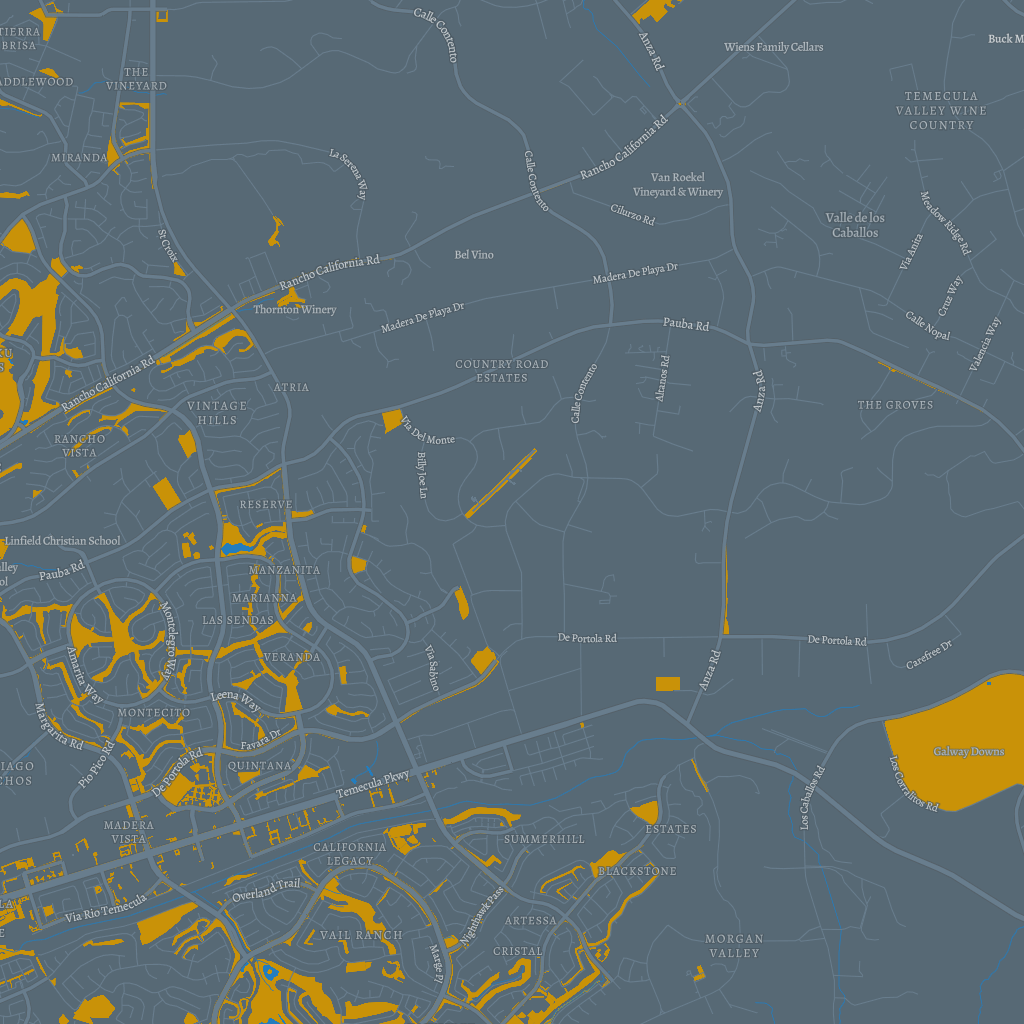 TIERRA
BRISA
Calle Contento
Anza Rd
Wiens Family Cellars
Buck M
ADDLEWOOD
THE
VINEYARD
TEMECULA
VALLEY WINE
COUNTRY
MIRANDA
La Serena Way
Calle Contento
Rancho California Rd
Van Roekel
Vineyard & Winery
Cilurzo Rd
Valle de los
Caballos
Meadow Ridge Rd
Via Anita
St Croix
Bel Vino
Rancho California Rd
Madera De Playa Dr
Cruz Way
Thornton Winery
Madera De Playa Dr
Pauba Rd
Calle Nopal
Valencia Way
KU
S
Rancho California Rd
COUNTRY ROAD
ESTATES
Calle Contento
Altanos Rd
Anza Rd
ATRIA
VINTAGE
HILLS
THE GROVES
RANCHO
VISTA
Via Del Monte
Billy Joe Ln
RESERVE
Linfield Christian School
lley
ol
Pauba Rd
MANZANITA
MARIANNA
LAS SENDAS
Montelegro Way
De Portola Rd
De Portola Rd
Carefree Dr
VERANDA
Via Sabino
Amarita Way
Anza Rd
Leena Way
MONTECITO
Margarita Rd
Favara Dr
Galway Downs
Pio Pico Rd
De Portola Rd
QUINTANA
IAGO
CHOS
Temecula Pkwy
Los Caballos Rd
Los Corralitos Rd
MADERA
VISTA
CALIFORNIA
LEGACY
SUMMERHILL
ESTATES
BLACKSTONE
Overland Trail
Via Rio Temecula
LA
E
Nighthawk Pass
ARTESSA
VAIL RANCH
CRISTAL
Marge Pl
MORGAN
VALLEY